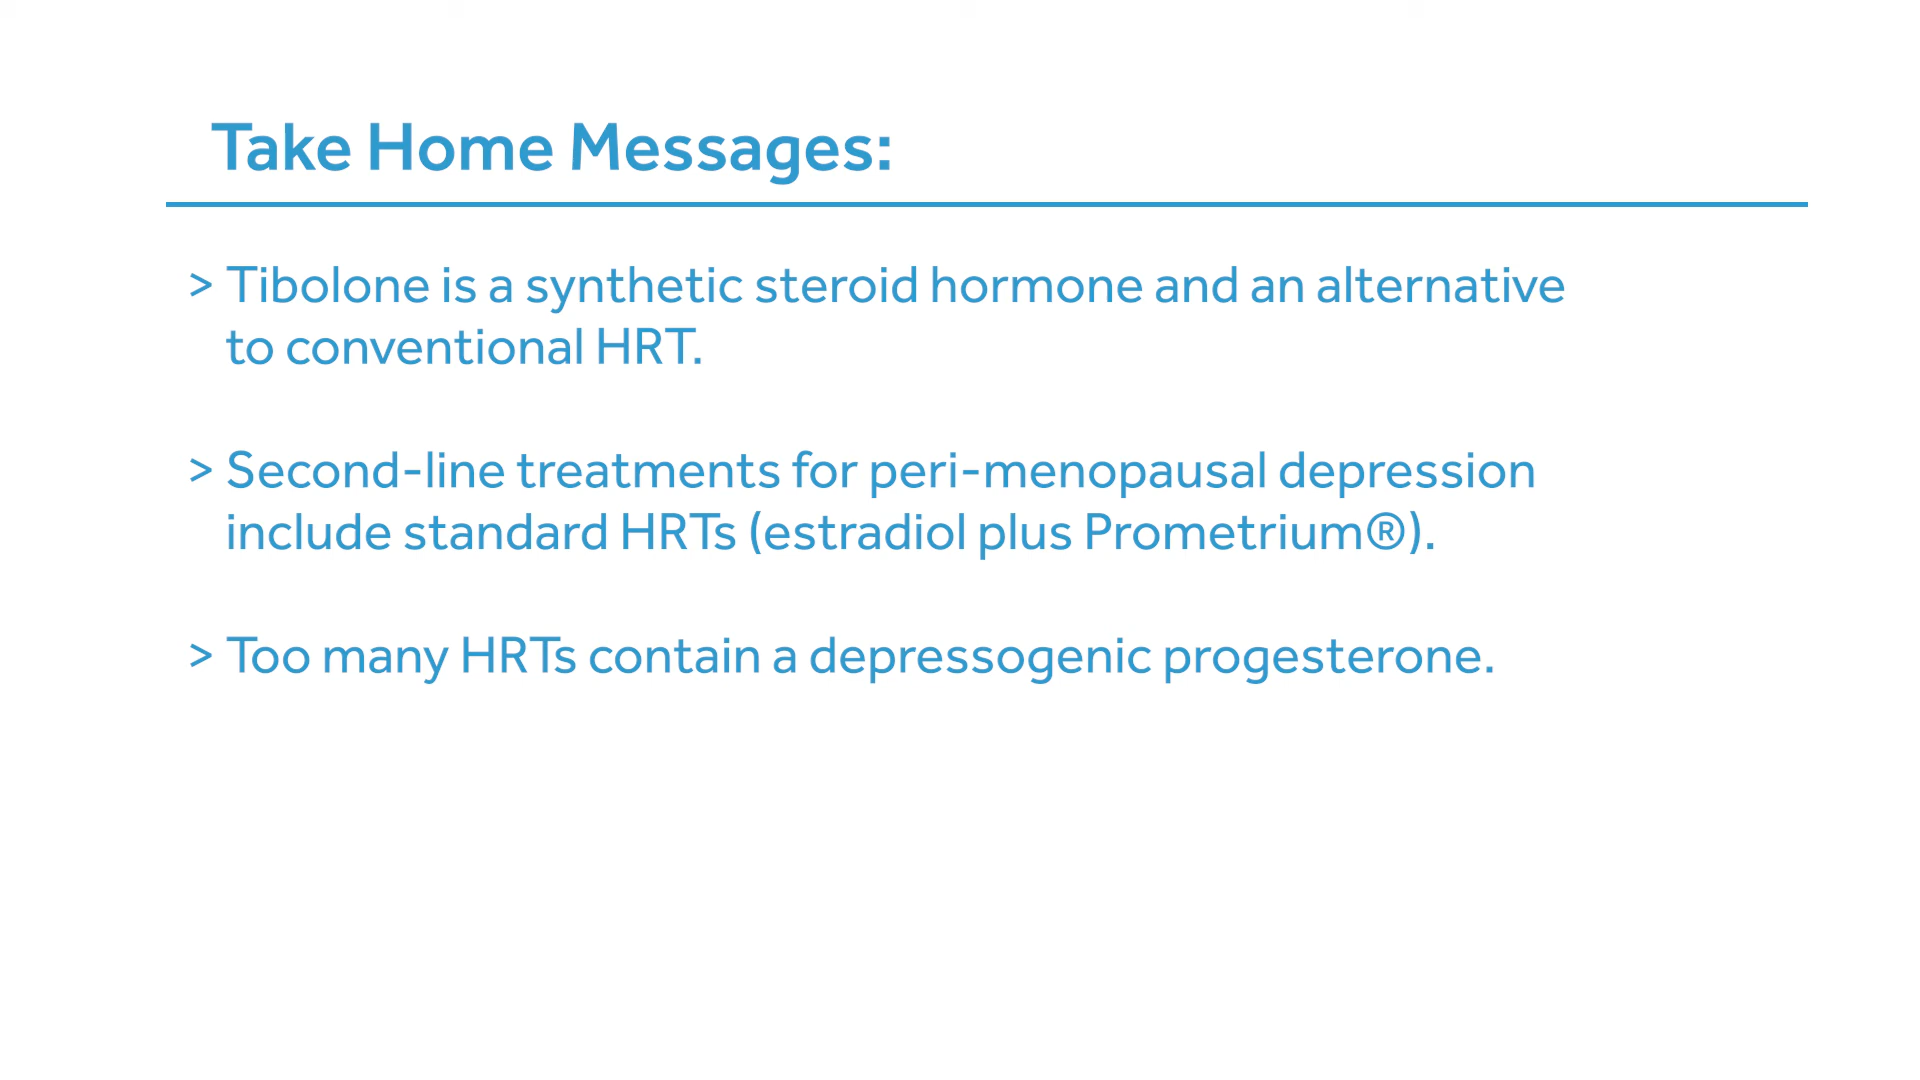 Take Home Messages:
> Tibolone is a synthetic steroid hormone and an alternative
to conventional HRT.
> Second-line treatments for peri-menopausal depression
include standard HRTs (estradiol plus Prometrium®).
> Too many HRTs contain a depressogenic progesterone.